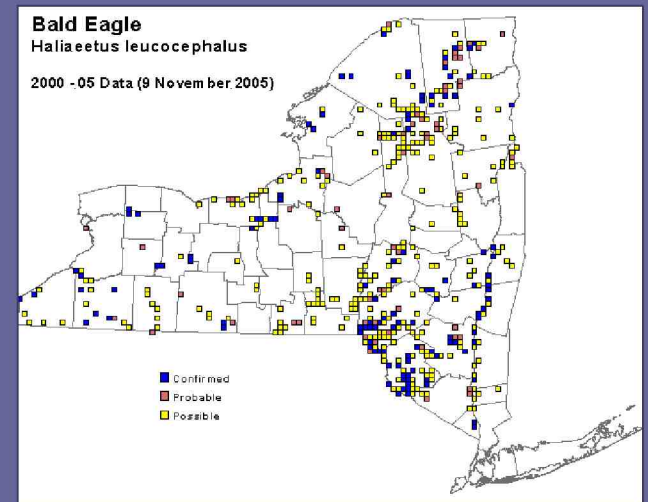 Bald Eagle
Haliaeetus leucocephalus
2000 -.05 Data (9 November 2005)
Confirmed
Probable
Possible